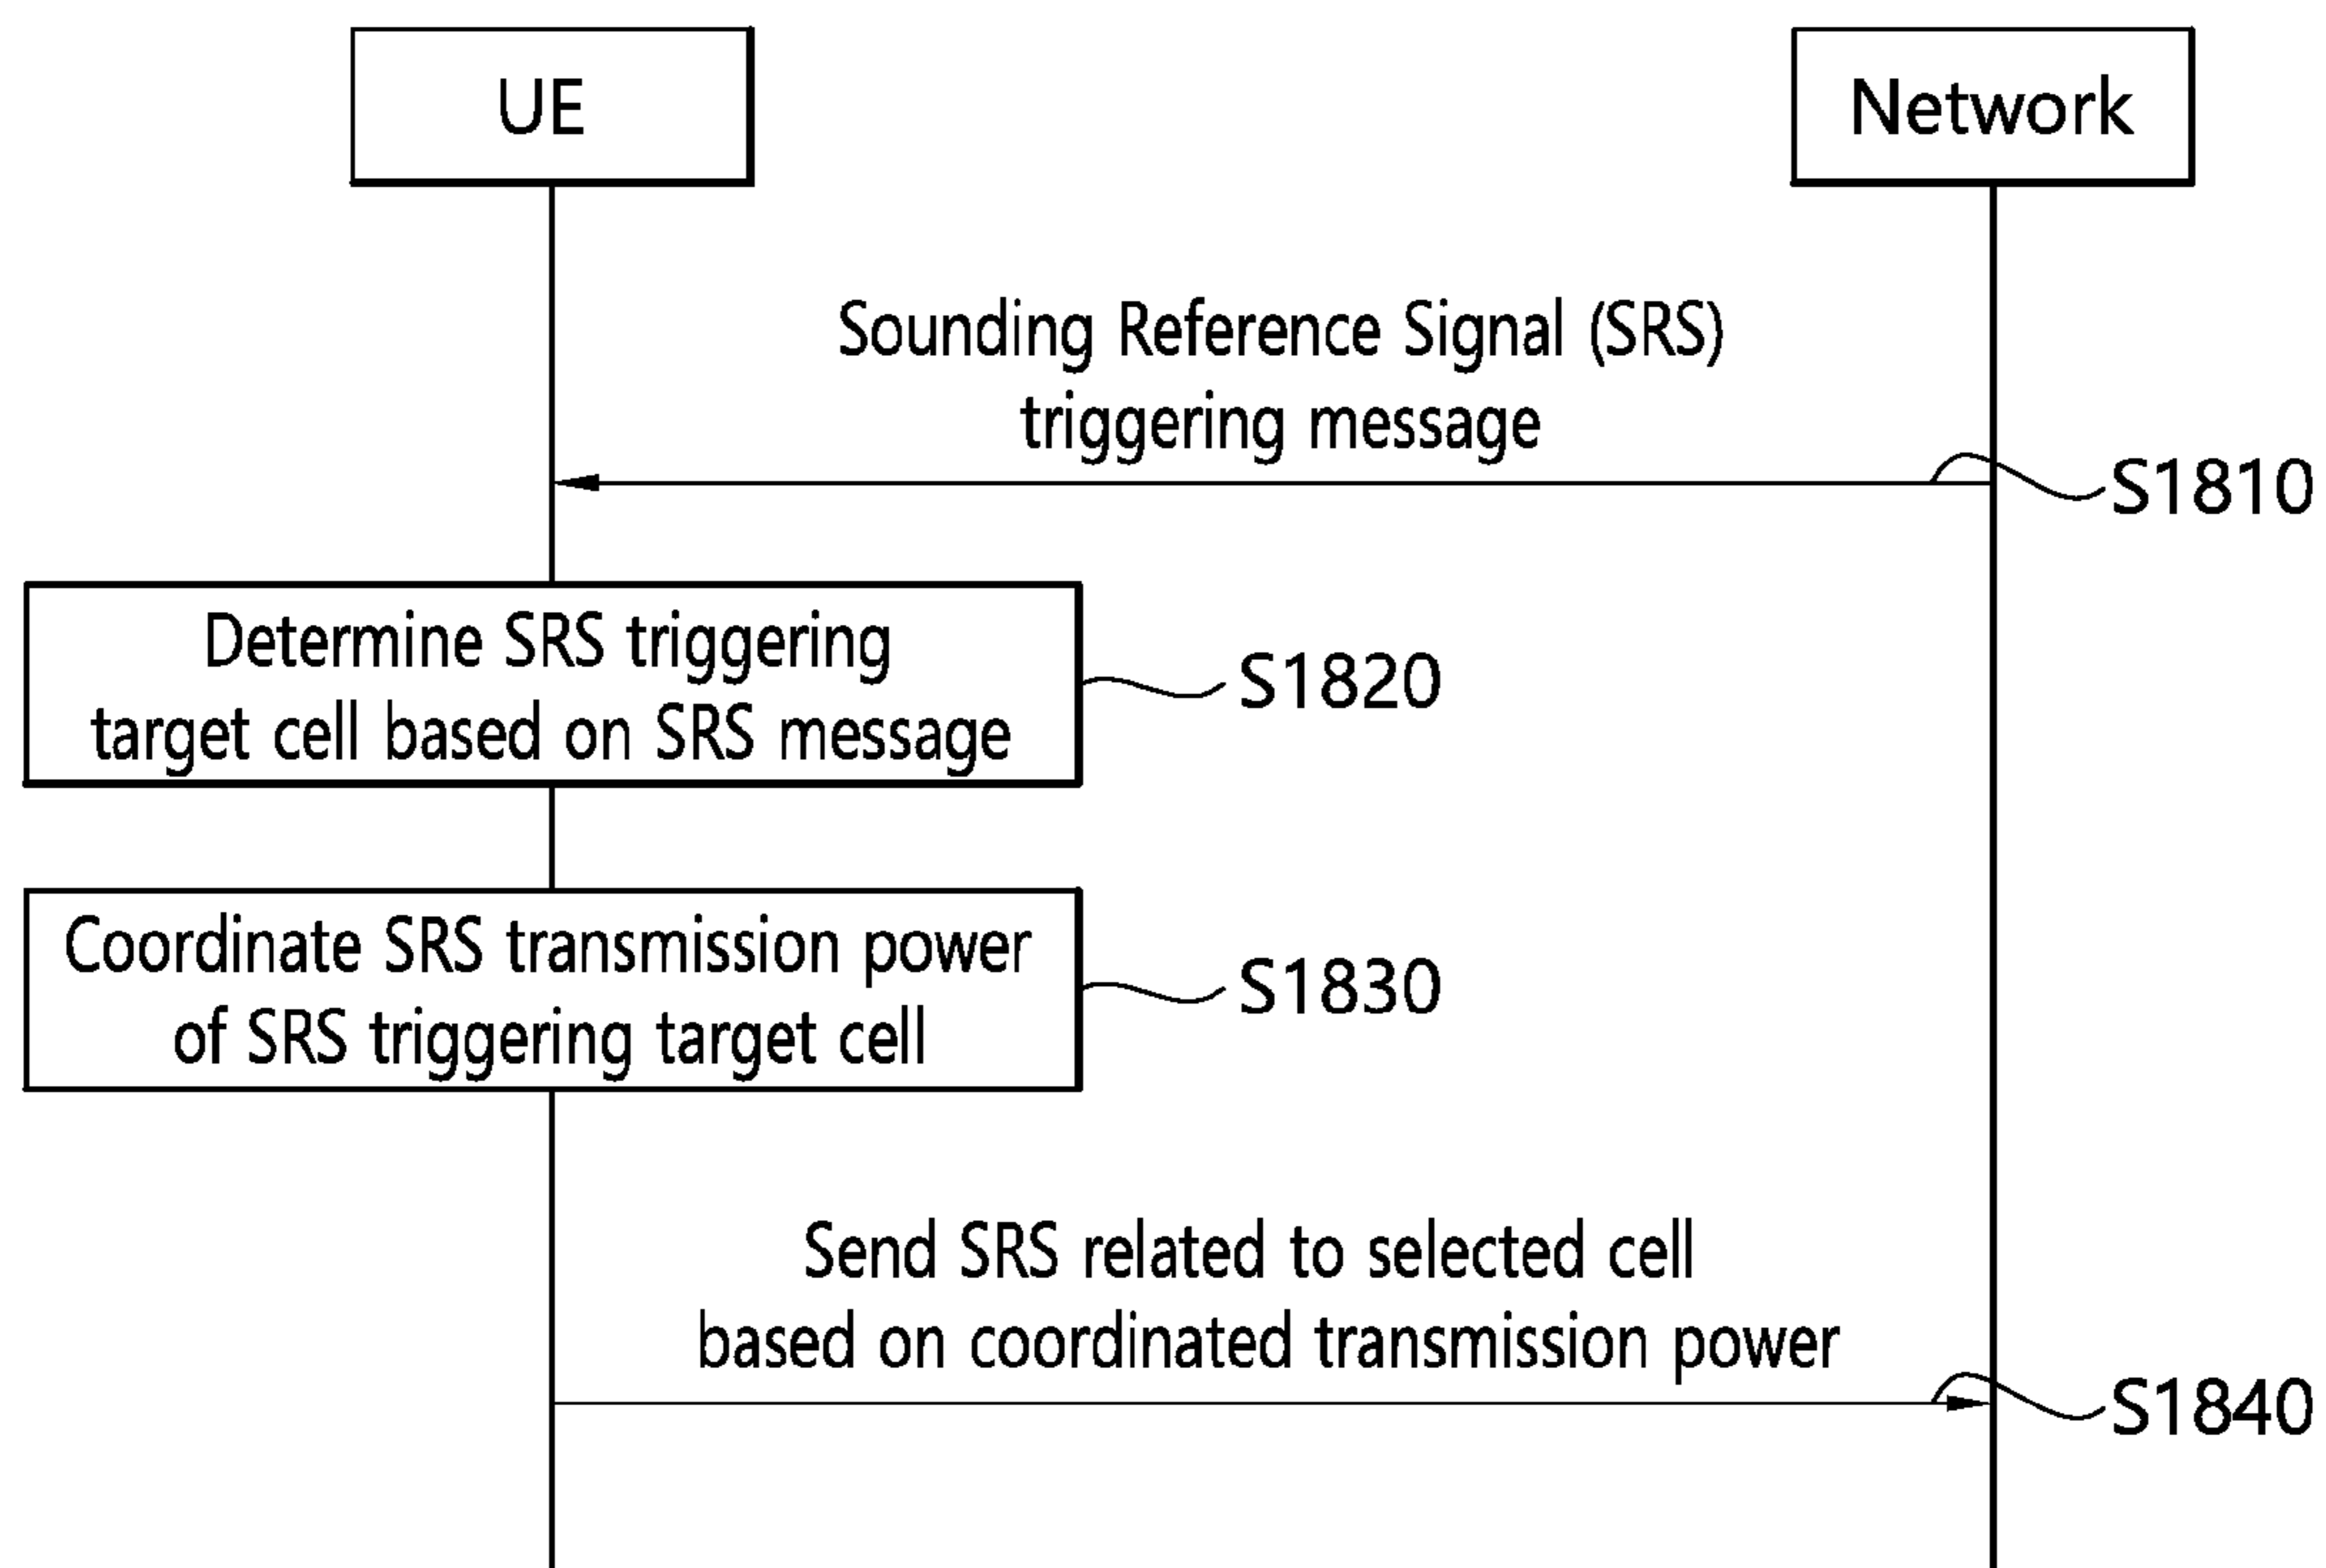 UE
Network
Sounding Reference Signal (SRS)
triggering message
S1810
Determine SRS triggering
target cell based on SRS message
S1820
Coordinate SRS transmission power
of SRS triggering target cell
S1830
Send SRS related to selected cell
based on coordinated transmission power
S1840